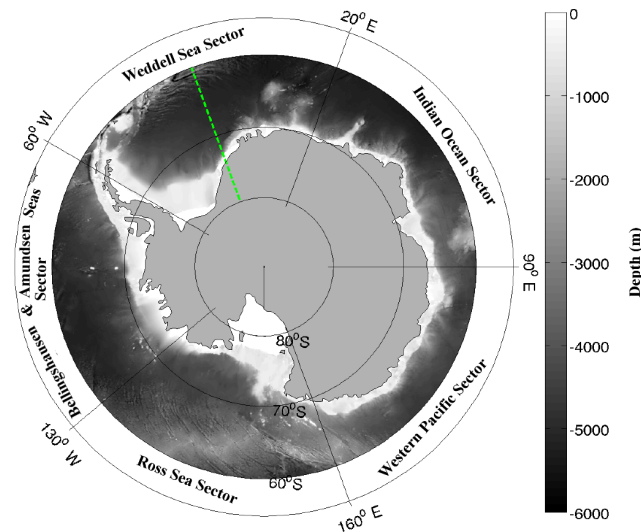 20° E
Weddell Sea Sector
Indian Ocean Sector
60° W
Bellingshausen & Amundsen Seas
Sector
90° E
80°S
70°S
60°S
Western Pacific Sector
130° W
Ross Sea Sector
160° E
0
-1000
-2000
-3000
-4000
-5000
-6000
Depth (m)